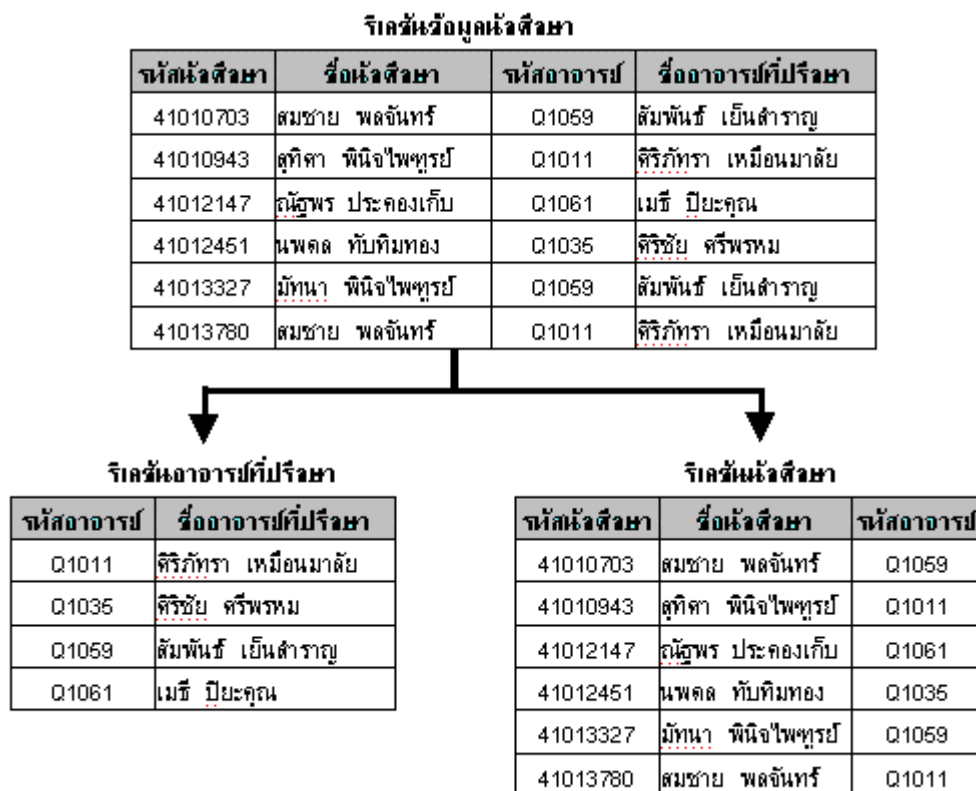 รีเลชันข้อมูลนักศึกษา
รหัสนักศึกษา ชื่อนักศึกษา รหัสอาจารย์ ชื่ออาจารย์ที่ปรึกษา
41010703 สมชาย พลจันทร์ Q1059 สัมพันธ์ เย็นสำราญ
41010943 สุทิศา พินิจไพฑูรย์ Q1011 ศิริภัทรา เหมือนมาลัย
41012147 ณัฐพร ประคองเก็บ Q1061 เมธี ปิยะคุณ
41012451 นพดล ทับทิมทอง Q1035 ศิริชัย ศรีพรหม
41013327 มัทนา พินิจไพฑูรย์ Q1059 สัมพันธ์ เย็นสำราญ
41013780 สมชาย พลจันทร์ Q1011 ศิริภัทรา เหมือนมาลัย
รีเลชันอาจารย์ที่ปรึกษา
รหัสอาจารย์ ชื่ออาจารย์ที่ปรึกษา
Q1011 ศิริภัทรา เหมือนมาลัย
Q1035 ศิริชัย ศรีพรหม
Q1059 สัมพันธ์ เย็นสำราญ
Q1061 เมธี ปิยะคุณ
รีเลชันนักศึกษา
รหัสนักศึกษา ชื่อนักศึกษา รหัสอาจารย์
41010703 สมชาย พลจันทร์ Q1059
41010943 สุทิศา พินิจไพฑูรย์ Q1011
41012147 ณัฐพร ประคองเก็บ Q1061
41012451 นพดล ทับทิมทอง Q1035
41013327 มัทนา พินิจไพฑูรย์ Q1059
41013780 สมชาย พลจันทร์ Q1011